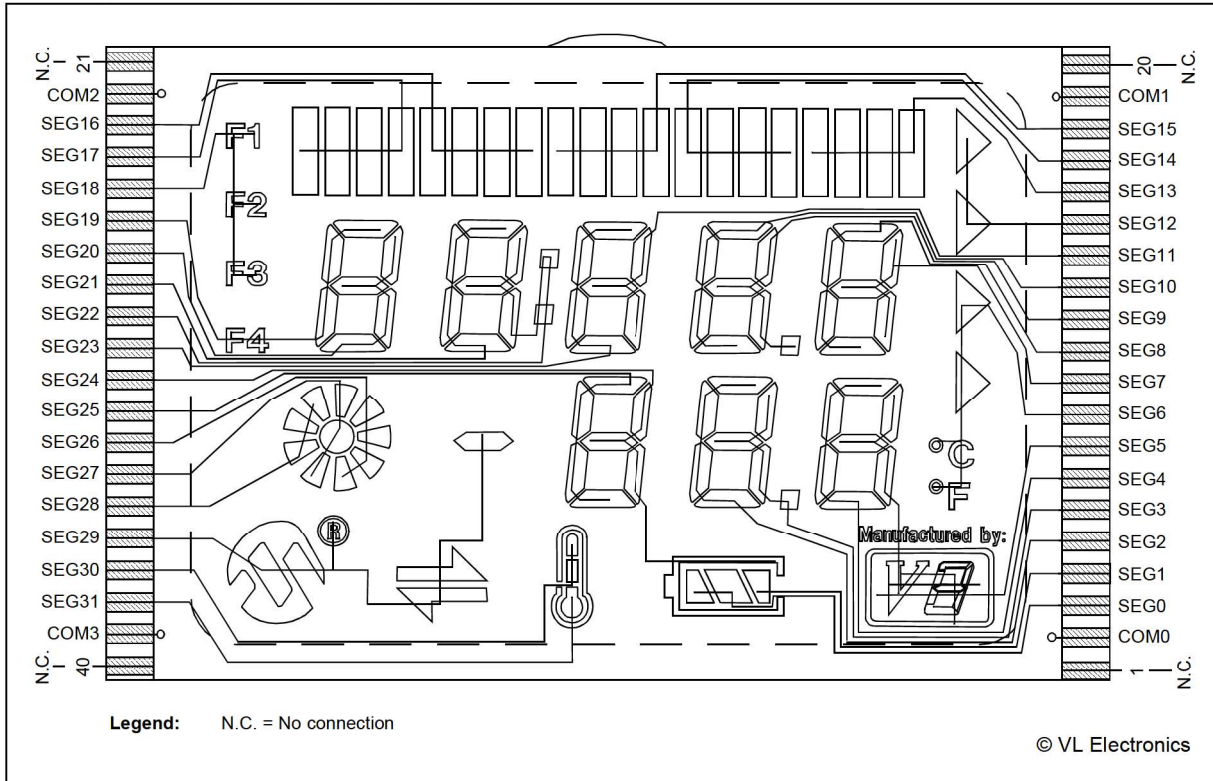 N.C.
21
COM2
SEG16
SEG17
SEG18
SEG19
SEG20
SEG21
SEG22
SEG23
SEG24
SEG25
SEG26
SEG27
SEG28
SEG29
SEG30
SEG31
COM3
40
N.C.
F1
F2
F3
F4
®
°C
°F
Manufactured by:
20
N.C.
COM1
SEG15
SEG14
SEG13
SEG12
SEG11
SEG10
SEG9
SEG8
SEG7
SEG6
SEG5
SEG4
SEG3
SEG2
SEG1
SEG0
COM0
1
N.C.
Legend: N.C. = No connection
© VL Electronics